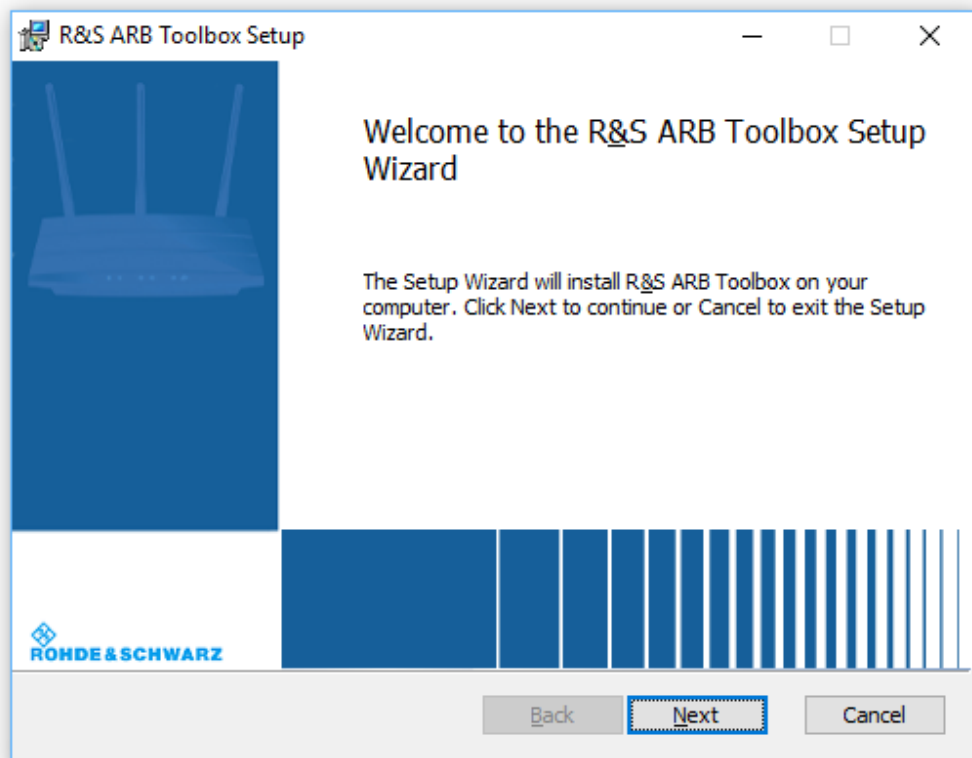 R&S ARB Toolbox Setup
Welcome to the R&S ARB Toolbox Setup
Wizard
The Setup Wizard will install R&S ARB Toolbox on your
computer. Click Next to continue or Cancel to exit the Setup
Wizard.
ROHDE&SCHWARZ
Back
Next
Cancel